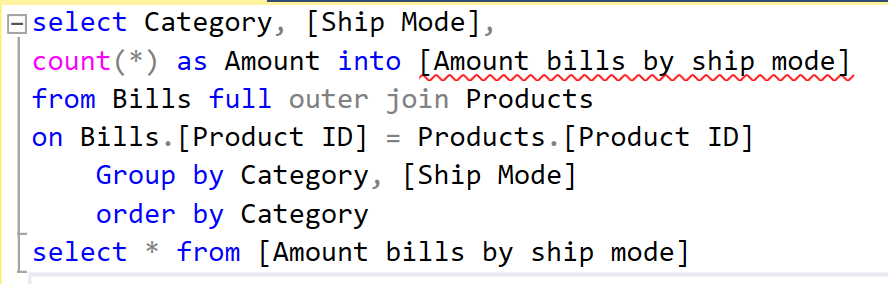 select Category, [Ship Mode],
count(*) as Amount into [Amount bills by ship mode]
from Bills full outer join Products
on Bills.[Product ID] = Products.[Product ID]
Group by Category, [Ship Mode]
order by Category
select * from [Amount bills by ship mode]